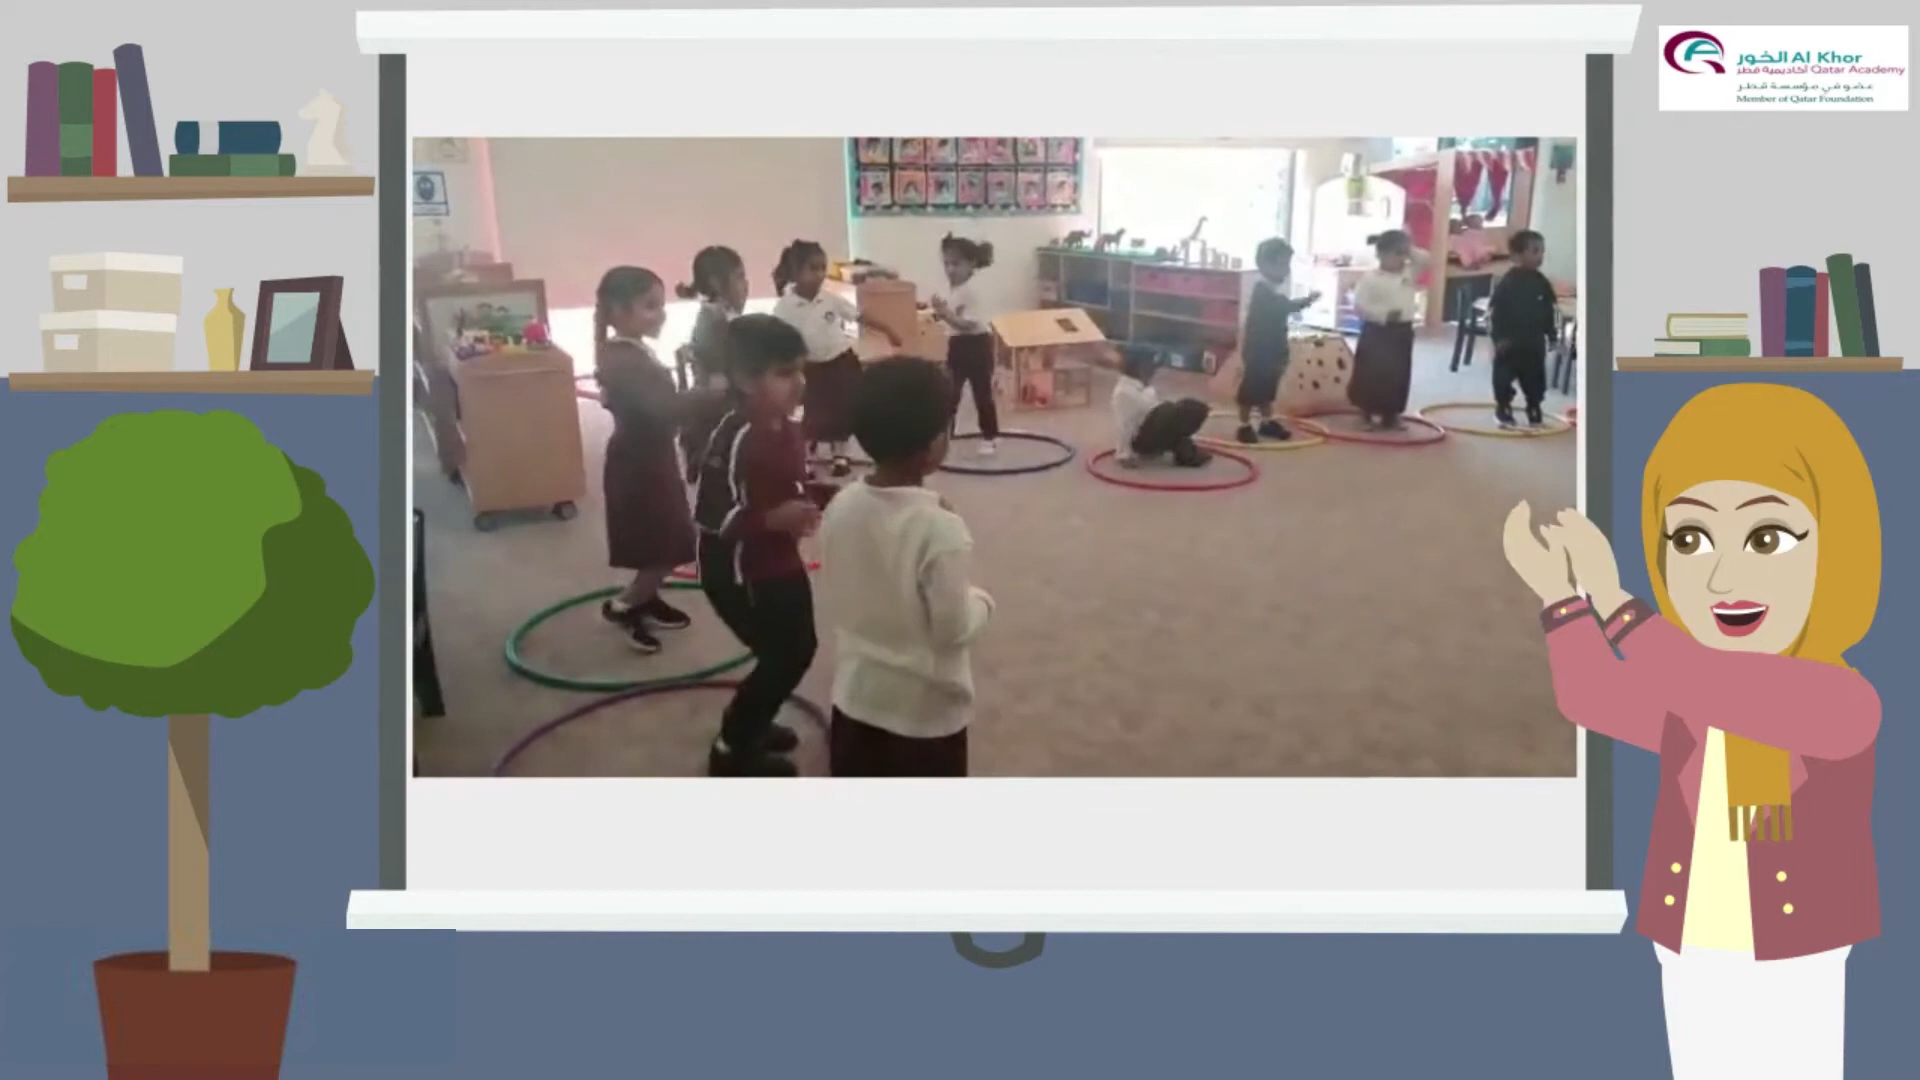 الخور Al Khor
أكاديمية قطر Qatar Academy
عضو في مؤسسة قطر
Member of Qatar Foundation